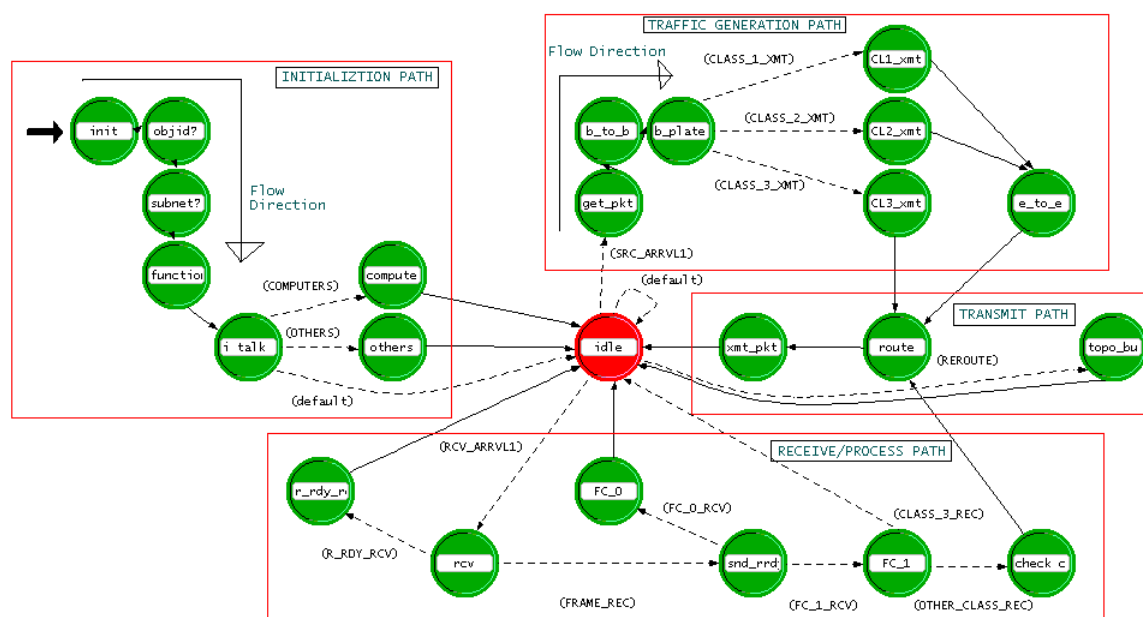 TRAFFIC GENERATION PATH
Flow Direction
(CLASS_1_XMT)
CL1_xmt
INITIALIZTION PATH
init
objid?
b_to_b
b_plate
(CLASS_2_XMT)
CL2_xmt
(CLASS_3_XMT)
subnet?
Flow
Direction
get_pkt
CL3_xmt
e_to_e
(SRC_ARRVL1)
function
compute
(default)
(COMPUTERS)
TRANSMIT PATH
(OTHERS)
i talk
others
idle
xmt_pkt
route
(REROUTE)
topo_bu
(default)
(RCV_ARRVL1)
RECEIVE/PROCESS PATH
r_rdy_r
FC_0
(FC_0_RCV)
(CLASS_3_REC)
(R_RDY_RCV)
rcv
snd_rrdy
FC_1
check c
(FRAME_REC)
(FC_1_RCV)
(OTHER_CLASS_REC)